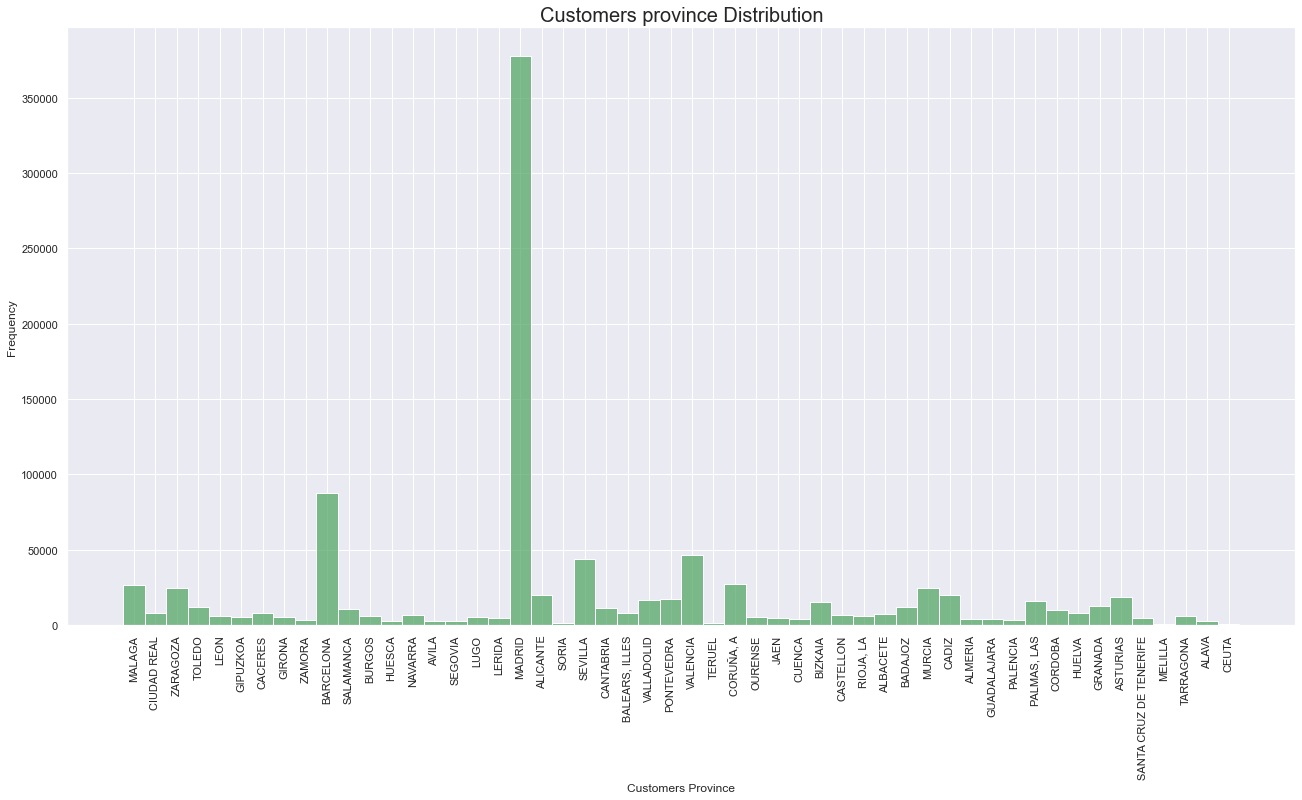 Customers province Distribution
Frequency
350000
300000
250000
200000
150000
100000
50000
0
MALAGA
CIUDAD REAL
ZARAGOZA
TOLEDO
LEON
GIPUZKOA
CACERES
GIRONA
ZAMORA
BARCELONA
SALAMANCA
BURGOS
HUESCA
NAVARRA
AVILA
SEGOVIA
LUGO
LERIDA
MADRID
ALICANTE
SORIA
SEVILLA
CANTABRIA
BALEARS, ILLES
VALLADOLID
PONTEVEDRA
VALENCIA
TERUEL
CORUÑA, A
OURENSE
JAEN
CUENCA
BIZKAIA
CASTELLON
RIOJA, LA
ALBACETE
BADAJOZ
MURCIA
CADIZ
ALMERIA
GUADALAJARA
PALENCIA
PALMAS, LAS
CORDOBA
HUELVA
GRANADA
ASTURIAS
SANTA CRUZ DE TENERIFE
MELILLA
TARRAGONA
ALAVA
CEUTA
Customers Province